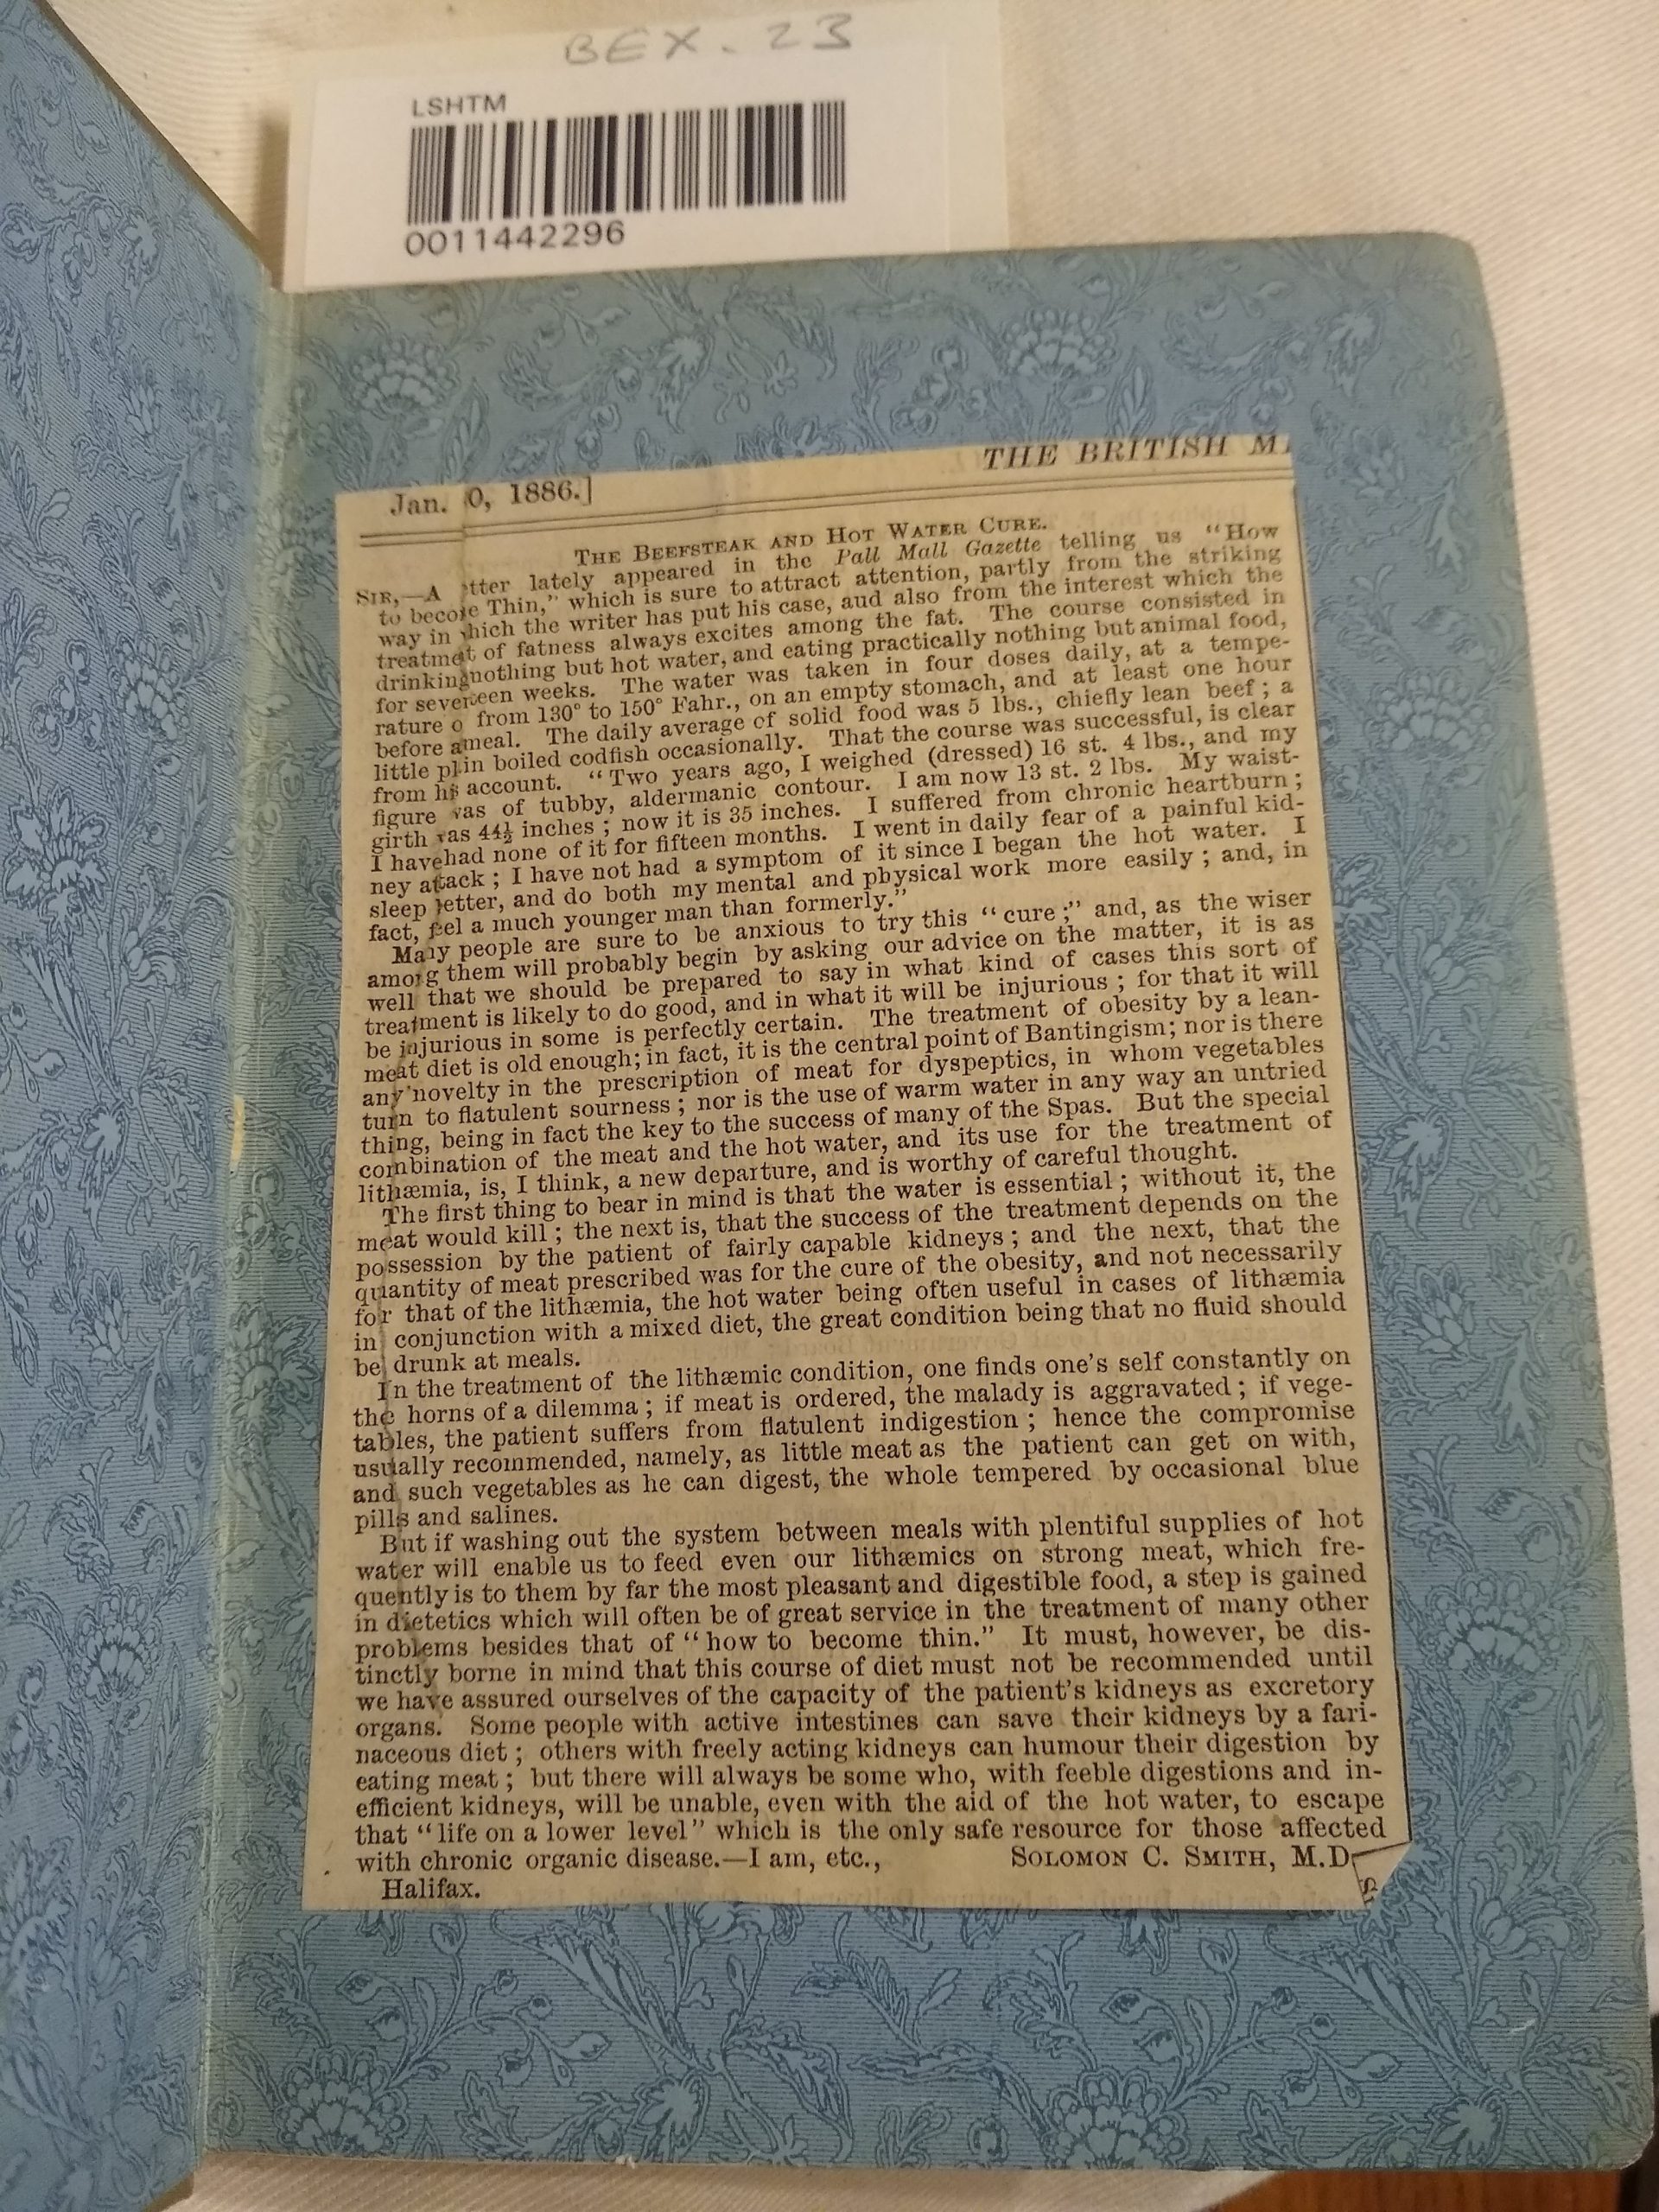 BEX. 23
LSHTM
0011442296
THE BRITISH M
Jan. 0, 1886.]
THE BEEFSTEAK AND HOT WATER CURE.
SIR,—A tter lately appeared in the Pall Mall Gazette telling us “How
to beco e Thin,” which is sure to attract attention, partly from the striking
way in hich the writer has put his case, aud also from the interest which the
treatmet of fatness always excites among the fat. The course consisted in
drinking nothing but hot water, and eating practically nothing but animal food,
for seveteen weeks. The water was taken in four doses daily, at a tempe-
rature o from 130° to 150° Fahr., on an empty stomach, and at least one hour
before a meal. The daily average of solid food was 5 lbs., chiefly lean beef; a
little plin boiled codfish occasionally. That the course was successful, is clear
from hs account. “Two years ago, I weighed (dressed) 16 st. 4 lbs., and my
figure vas of tubby, aldermanic contour. I am now 13 st. 2 lbs. My waist-
girth vas 44½ inches; now it is 35 inches. I suffered from chronic heartburn;
I have had none of it for fifteen months. I went in daily fear of a painful kid-
ney attack; I have not had a symptom of it since I began the hot water. I
sleep better, and do both my mental and physical work more easily; and, in
fact, feel a much younger man than formerly.”
Many people are sure to be anxious to try this “cure;” and, as the wiser
among them will probably begin by asking our advice on the matter, it is as
well that we should be prepared to say in what kind of cases this sort of
treatment is likely to do good, and in what it will be injurious; for that it will
be injurious in some is perfectly certain. The treatment of obesity by a lean-
meat diet is old enough; in fact, it is the central point of Bantingism; nor is there
any novelty in the prescription of meat for dyspeptics, in whom vegetables
turn to flatulent sourness; nor is the use of warm water in any way an untried
thing, being in fact the key to the success of many of the Spas. But the special
combination of the meat and the hot water, and its use for the treatment of
lithæmia, is, I think, a new departure, and is worthy of careful thought.
The first thing to bear in mind is that the water is essential; without it, the
meat would kill; the next is, that the success of the treatment depends on the
possession by the patient of fairly capable kidneys; and the next, that the
quantity of meat prescribed was for the cure of the obesity, and not necessarily
for that of the lithæmia, the hot water being often useful in cases of lithæmia
in conjunction with a mixed diet, the great condition being that no fluid should
be drunk at meals.
In the treatment of the lithæmic condition, one finds one's self constantly on
the horns of a dilemma; if meat is ordered, the malady is aggravated; if vege-
tables, the patient suffers from flatulent indigestion; hence the compromise
usually recommended, namely, as little meat as the patient can get on with,
and such vegetables as he can digest, the whole tempered by occasional blue
pills and salines.
But if washing out the system between meals with plentiful supplies of hot
water will enable us to feed even our lithæmics on strong meat, which fre-
quently is to them by far the most pleasant and digestible food, a step is gained
in dietetics which will often be of great service in the treatment of many other
problems besides that of “how to become thin.” It must, however, be dis-
tinctly borne in mind that this course of diet must not be recommended until
we have assured ourselves of the capacity of the patient's kidneys as excretory
organs. Some people with active intestines can save their kidneys by a fari-
naceous diet; others with freely acting kidneys can humour their digestion by
eating meat; but there will always be some who, with feeble digestions and in-
efficient kidneys, will be unable, even with the aid of the hot water, to escape
that “life on a lower level” which is the only safe resource for those affected
with chronic organic disease.—I am, etc., SOLOMON C. SMITH, M.D.
Halifax.